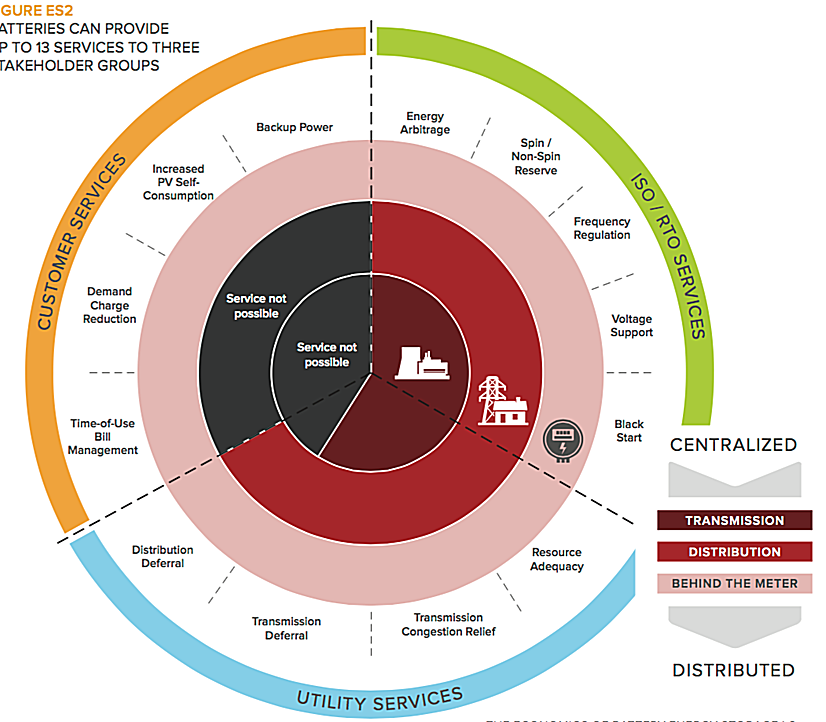 GURE ES2
ATTERIES CAN PROVIDE
P TO 13 SERVICES TO THREE
TAKEHOLDER GROUPS
CUSTOMER SERVICES
ISO / RTO SERVICES
UTILITY SERVICES
Backup Power
Energy
Arbitrage
Spin /
Non-Spin
Reserve
Increased
PV Self-
Consumption
Frequency
Regulation
Demand
Charge
Reduction
Voltage
Support
Time-of-Use
Bill
Management
Black
Start
Service not
possible
Service not
possible
Distribution
Deferral
Transmission
Deferral
Transmission
Congestion Relief
Resource
Adequacy
CENTRALIZED
TRANSMISSION
DISTRIBUTION
BEHIND THE METER
DISTRIBUTED